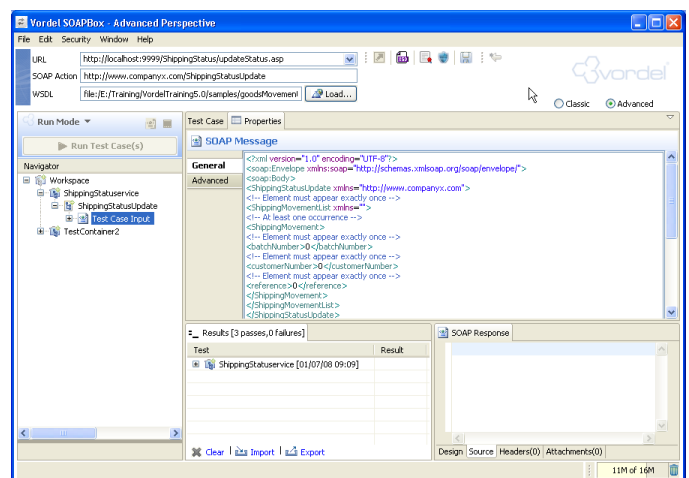 Vordel SOAPBox - Advanced Perspective
File Edit Security Window Help
URL http://localhost:9999/ShippingStatus/updateStatus.asp
SOAP Action http://www.companyx.com/ShippingStatusUpdate
WSDL file:/E:/Training/VordelTraining5.0/samples/goodsMovement Load...
vordel
Classic Advanced
Run Mode
Run Test Case(s)
Navigator
Workspace
ShippingStatuservice
ShippingStatusUpdate
Test Case Input
TestContainer2
Test Case Properties
SOAP Message
General
Advanced
<?xml version="1.0" encoding="UTF-8"?>
<soap:Envelope xmlns:soap="http://schemas.xmlsoap.org/soap/envelope/">
<soap:Body>
<ShippingStatusUpdate xmlns="http://www.companyx.com">
<!-- Element must appear exactly once -->
<ShippingMovementList xmlns="">
<!-- At least one occurrence -->
<ShippingMovement>
<!-- Element must appear exactly once -->
<batchNumber>0</batchNumber>
<!-- Element must appear exactly once -->
<customerNumber>0</customerNumber>
<!-- Element must appear exactly once -->
<reference>0</reference>
</ShippingMovement>
</ShippingMovementList>
</ShippingStatusUpdate>
Results [3 passes,0 failures]
Test Result
ShippingStatuservice [01/07/08 09:09]
Clear Import Export
SOAP Response
Design Source Headers(0) Attachments(0)
11M of 16M